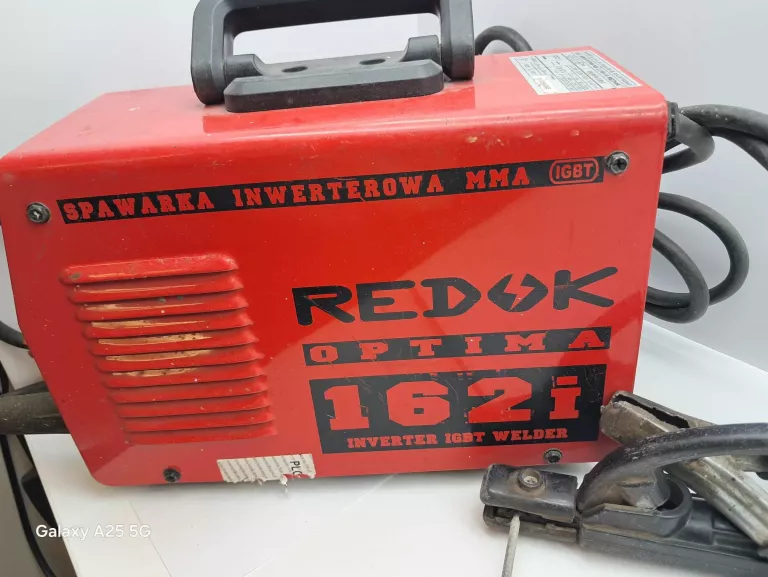 SPAWARKA INWERTEROWA MMA IGBT
REDOK
OPTIMA
162i
INVERTER IGBT WELDER
Galaxy A25 5G